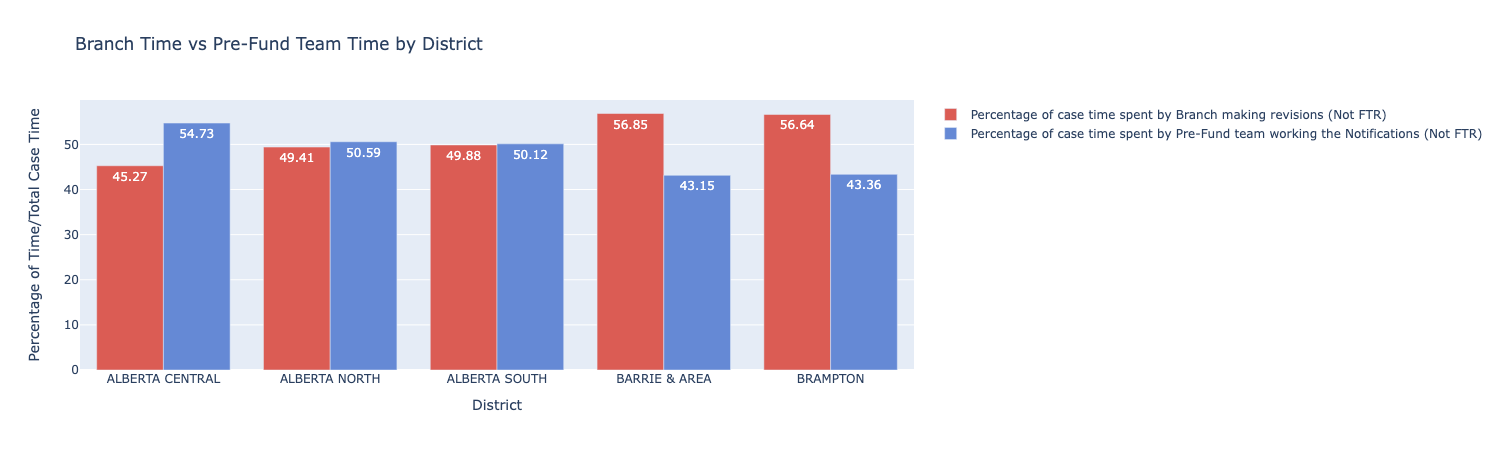 Branch Time vs Pre-Fund Team Time by District
Percentage of case time spent by Branch making revisions (Not FTR)
Percentage of case time spent by Pre-Fund team working the Notifications (Not FTR)
Percentage of Time/Total Case Time
50
40
30
20
10
0
45.27
54.73
49.41
50.59
49.88
50.12
56.85
43.15
56.64
43.36
ALBERTA CENTRAL
ALBERTA NORTH
ALBERTA SOUTH
BARRIE & AREA
BRAMPTON
District